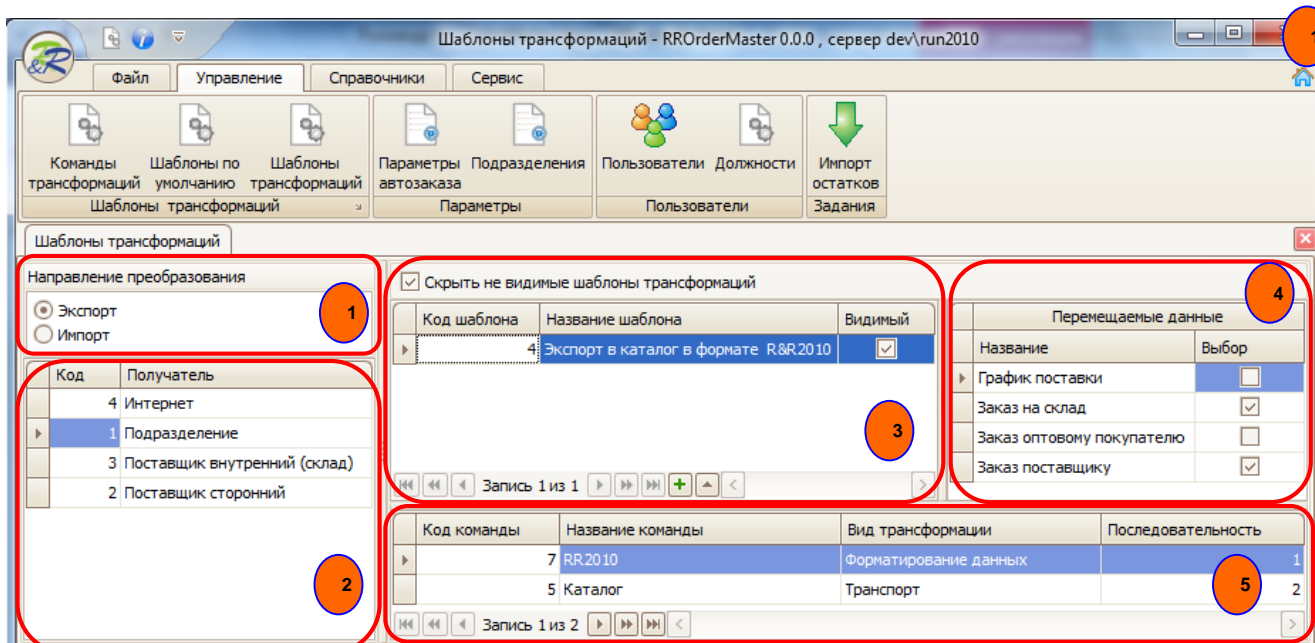 Шаблоны трансформаций - RROrderMaster 0.0.0 , сервер dev\run2010
&R
Файл Управление Справочники Сервис
Команды трансформаций
Шаблоны по умолчанию
Шаблоны трансформаций
Параметры автозаказа
Подразделения
Пользователи
Должности
Импорт остатков
Шаблоны трансформаций Параметры Пользователи Задания
Шаблоны трансформаций
Направление преобразования
Экспорт
Импорт
1
Код Получатель
4 Интернет
1 Подразделение
3 Поставщик внутренний (склад)
2 Поставщик сторонний
2
Скрыть не видимые шаблоны трансформаций
Код шаблона Название шаблона Видимый
4 Экспорт в каталог в формате R&R2010
3
Запись 1 из 1
4
Перемещаемые данные
Название Выбор
График поставки
Заказ на склад
Заказ оптовому покупателю
Заказ поставщику
Код команды Название команды Вид трансформации Последовательность
7 RR2010 Форматирование данных 1
5 Каталог Транспорт 2
5
Запись 1 из 2